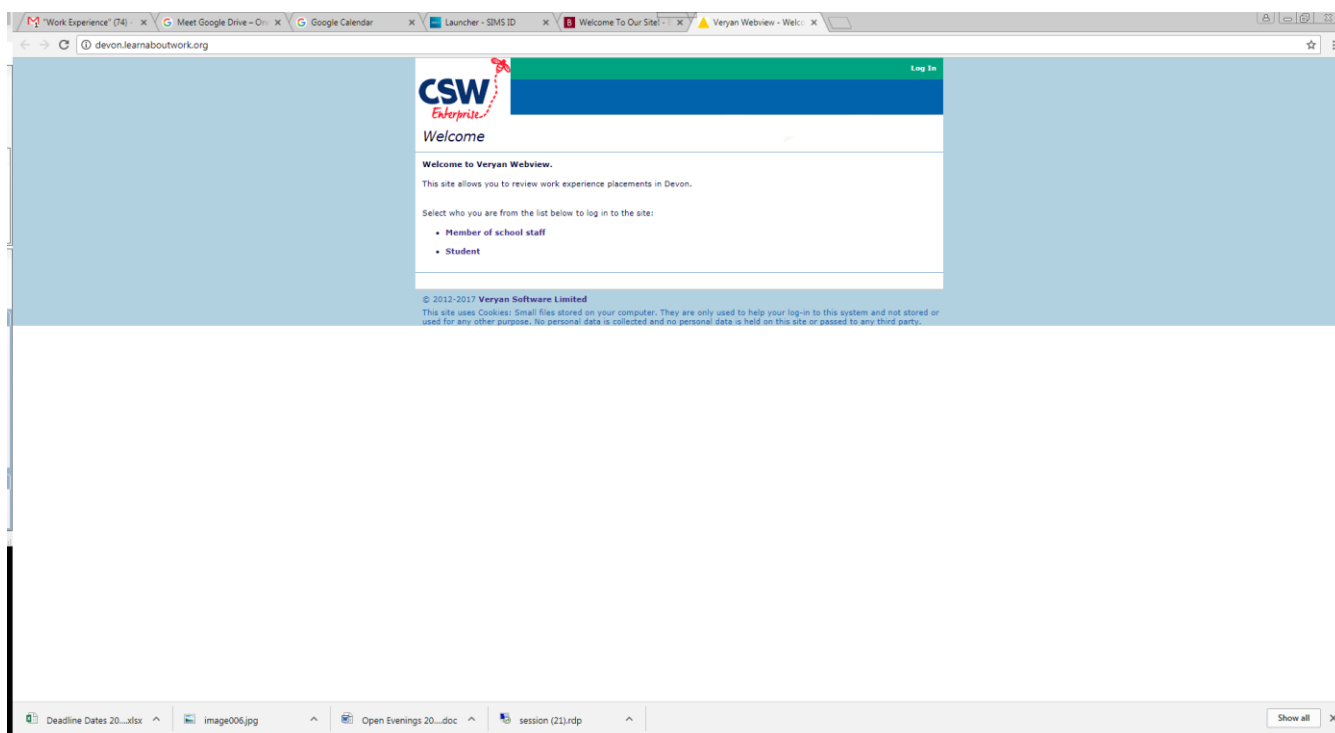 "Work Experience" (74) -
Meet Google Drive – On
Google Calendar
Launcher - SIMS ID
Welcome To Our Site! -
Veryan Webview - Welc
devon.learnaboutwork.org
Log In
CSW
Enterprise
Welcome
Welcome to Veryan Webview.
This site allows you to review work experience placements in Devon.
Select who you are from the list below to log in to the site:
• Member of school staff
• Student
© 2012-2017 Veryan Software Limited
This site uses Cookies: Small files stored on your computer. They are only used to help your log-in to this system and not stored or
used for any other purpose. No personal data is collected and no personal data is held on this site or passed to any third party.
Deadline Dates 20....xlsx
image006.jpg
Open Evenings 20....doc
session (21).rdp
Show all